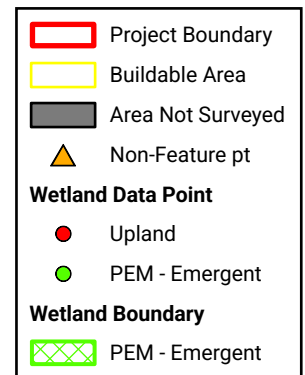 Project Boundary
Buildable Area
Area Not Surveyed
Non-Feature pt
Wetland Data Point
Upland
PEM - Emergent
Wetland Boundary
PEM - Emergent